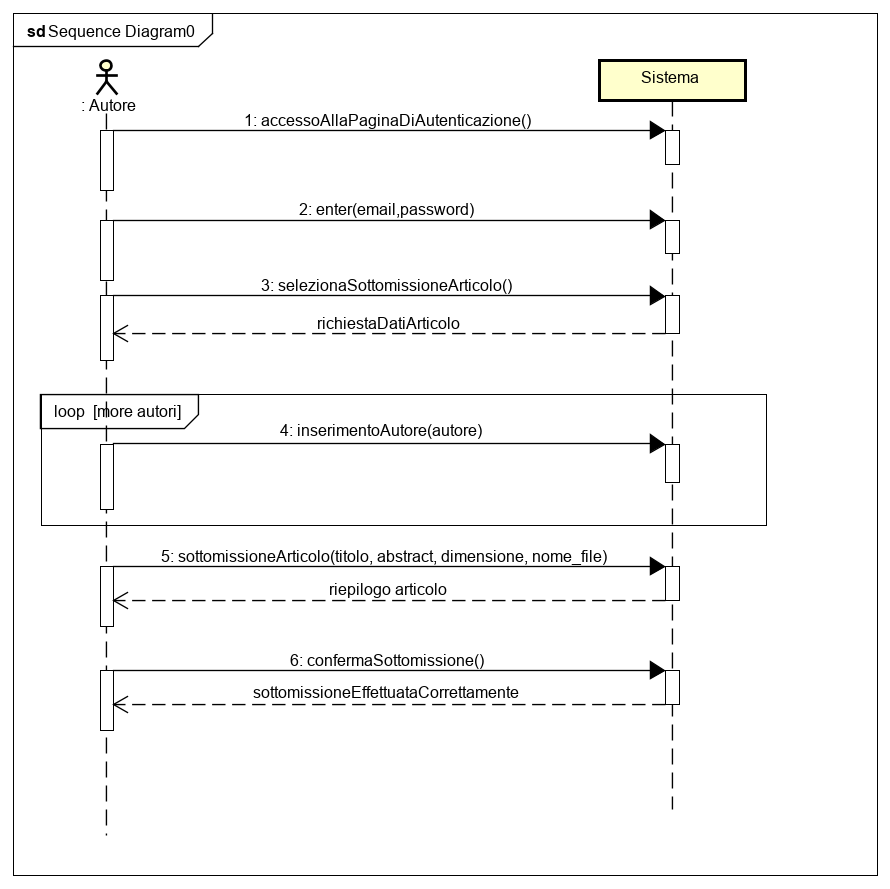 sd Sequence Diagram0
: Autore
Sistema
1: accessoAllaPaginaDiAutenticazione()
2: enter(email,password)
3: selezionaSottomissioneArticolo()
richiestaDatiArticolo
loop [more autori]
4: inserimentoAutore(autore)
5: sottomissioneArticolo(titolo, abstract, dimensione, nome_file)
riepilogo articolo
6: confermaSottomissione()
sottomissioneEffettuataCorrettamente